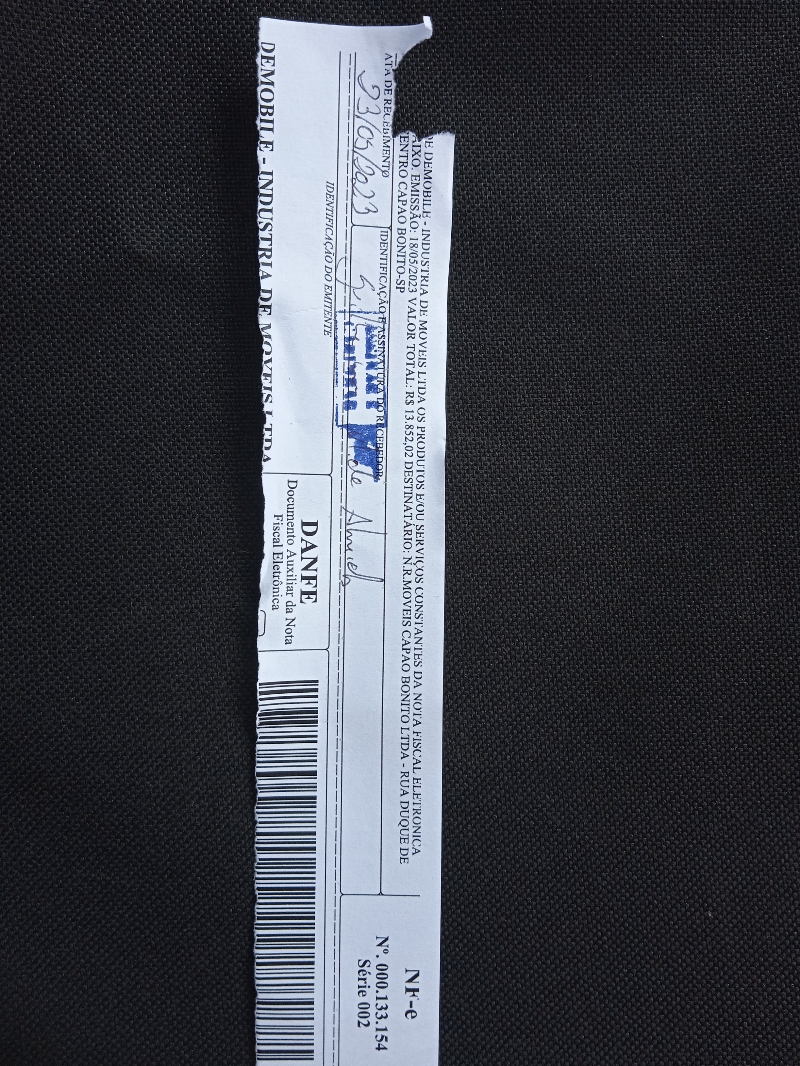 E DEMOBILE - INDUSTRIA DE MOVEIS LTDA OS PRODUTOS E/OU SERVIÇOS CONSTANTES DA NOTA FISCAL ELETRONICA
AIXO. EMISSÃO: 18/05/2023 VALOR TOTAL: R$ 13.852,02 DESTINATÁRIO: N.R.MOVEIS CAPAO BONITO LTDA - RUA DUQUE DE
ENTRO CAPAO BONITO-SP
NF-e
Nº. 000.133.154
Série 002
ATA DE RECEBIMENTO
IDENTIFICAÇÃO E ASSINATURA DO RECEBEDOR
23/05/2023
de Almeida
IDENTIFICAÇÃO DO EMITENTE
DEMOBILE - INDUSTRIA DE MOVEIS LTDA
DANFE
Documento Auxiliar da Nota
Fiscal Eletrônica